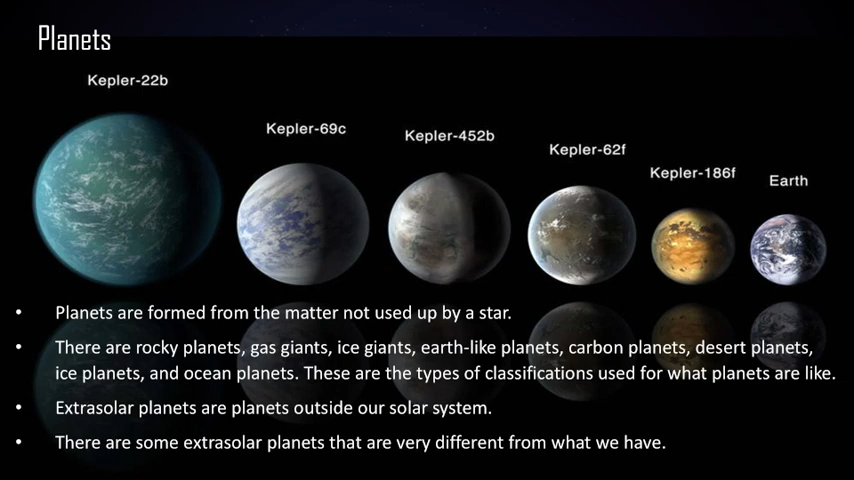 Planets
Kepler-22b
Kepler-69c
Kepler-452b
Kepler-62f
Kepler-186f
Earth
• Planets are formed from the matter not used up by a star.
• There are rocky planets, gas giants, ice giants, earth-like planets, carbon planets, desert planets,
ice planets, and ocean planets. These are the types of classifications used for what planets are like.
• Extrasolar planets are planets outside our solar system.
• There are some extrasolar planets that are very different from what we have.